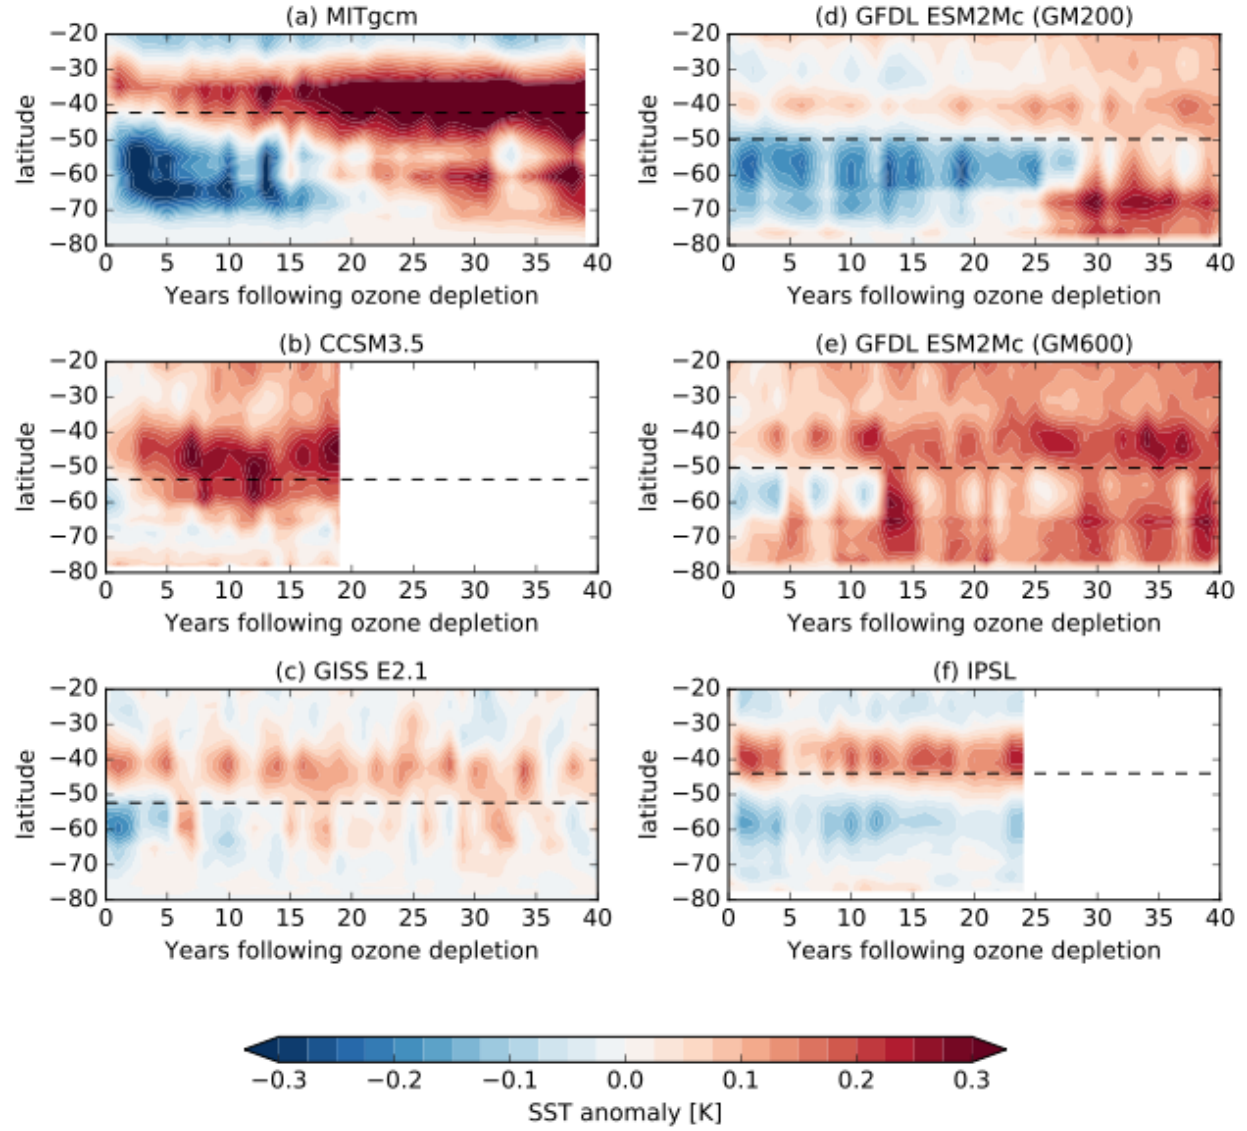 (a) MITgcm
−20
−30
−40
−50
−60
−70
−80
latitude
0 5 10 15 20 25 30 35 40
Years following ozone depletion
(d) GFDL ESM2Mc (GM200)
−20
−30
−40
−50
−60
−70
−80
latitude
0 5 10 15 20 25 30 35 40
Years following ozone depletion
(b) CCSM3.5
−20
−30
−40
−50
−60
−70
−80
latitude
0 5 10 15 20 25 30 35 40
Years following ozone depletion
(e) GFDL ESM2Mc (GM600)
−20
−30
−40
−50
−60
−70
−80
latitude
0 5 10 15 20 25 30 35 40
Years following ozone depletion
(c) GISS E2.1
−20
−30
−40
−50
−60
−70
−80
latitude
0 5 10 15 20 25 30 35 40
Years following ozone depletion
(f) IPSL
−20
−30
−40
−50
−60
−70
−80
latitude
0 5 10 15 20 25 30 35 40
Years following ozone depletion
−0.3 −0.2 −0.1 0.0 0.1 0.2 0.3
SST anomaly [K]